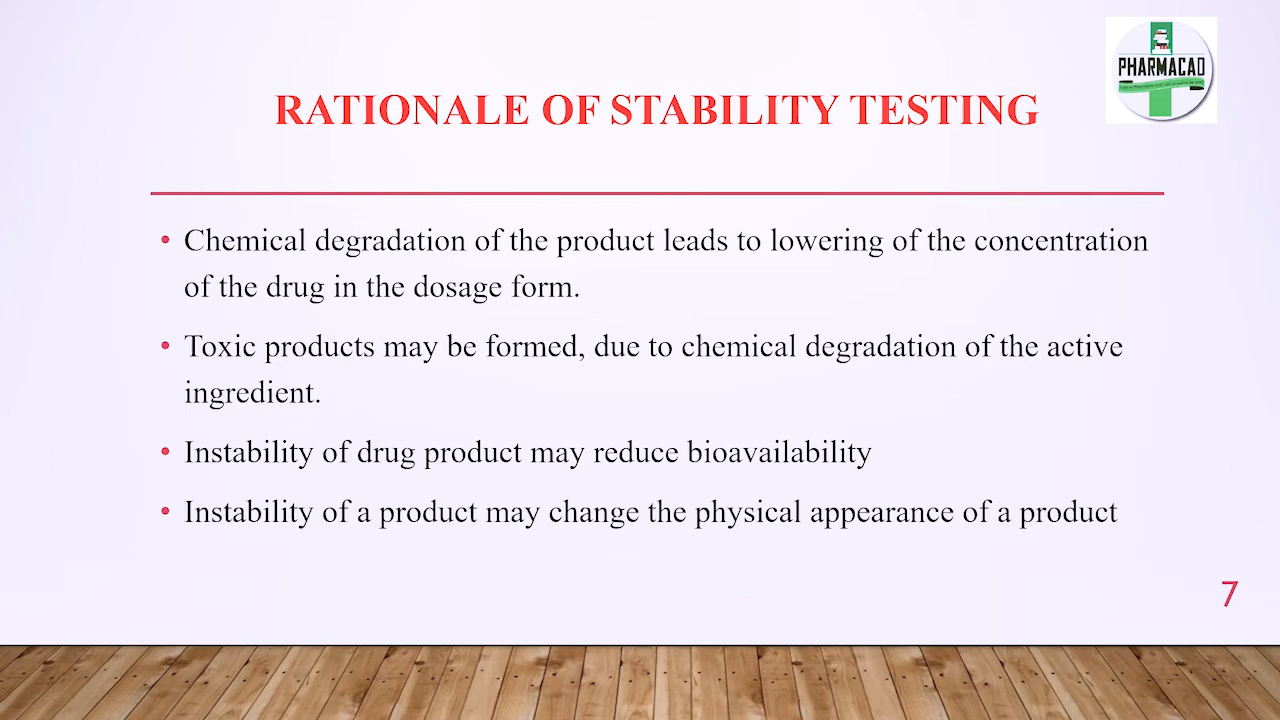 PHARMACAD
RATIONALE OF STABILITY TESTING
• Chemical degradation of the product leads to lowering of the concentration
of the drug in the dosage form.
• Toxic products may be formed, due to chemical degradation of the active
ingredient.
• Instability of drug product may reduce bioavailability
• Instability of a product may change the physical appearance of a product
7